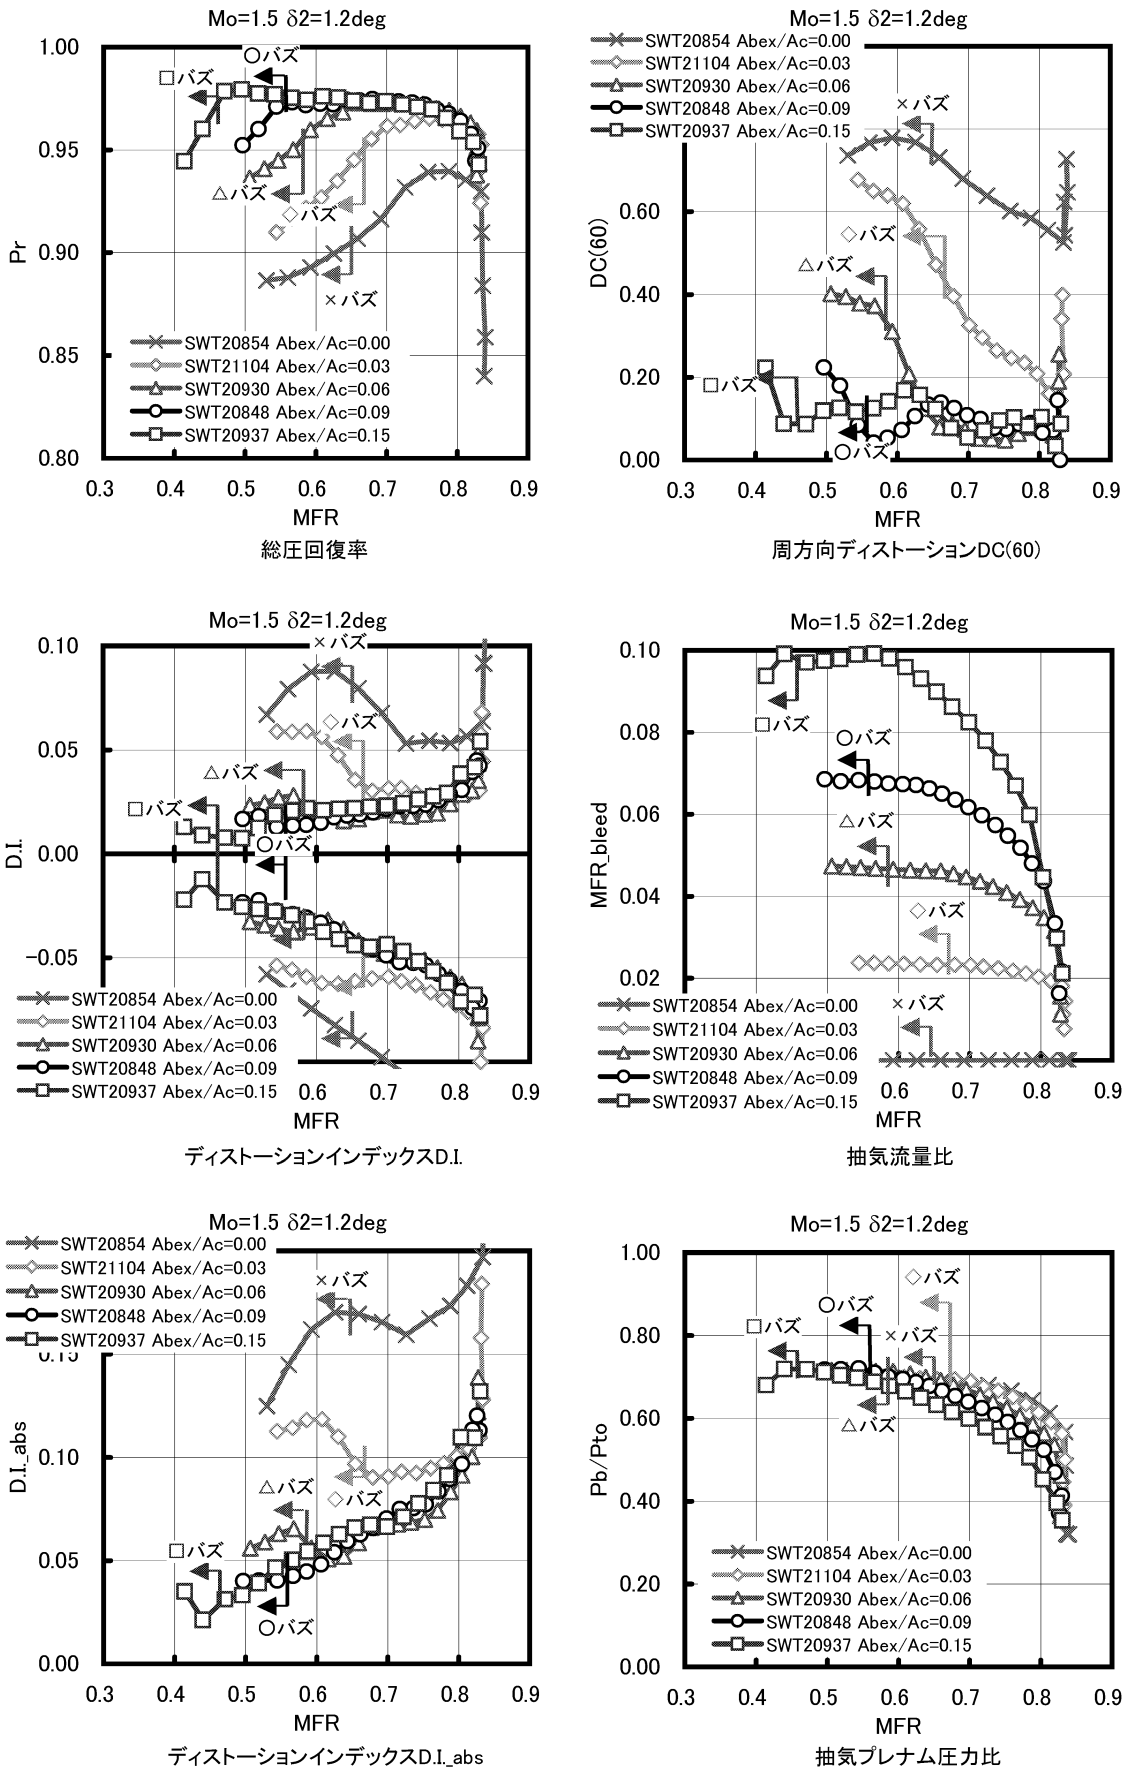 Mo=1.5 δ2=1.2deg
1.00
0.95
0.90
0.85
0.80
Pr
○バズ
□バズ
△バズ
◇バズ
×バズ
SWT20854 Abex/Ac=0.00
SWT21104 Abex/Ac=0.03
SWT20930 Abex/Ac=0.06
SWT20848 Abex/Ac=0.09
SWT20937 Abex/Ac=0.15
0.3 0.4 0.5 0.6 0.7 0.8 0.9
MFR
総圧回復率
Mo=1.5 δ2=1.2deg
SWT20854 Abex/Ac=0.00
SWT21104 Abex/Ac=0.03
SWT20930 Abex/Ac=0.06
SWT20848 Abex/Ac=0.09
SWT20937 Abex/Ac=0.15
×バズ
◇バズ
△バズ
□バズ
○バズ
0.60
0.40
0.20
0.00
DC(60)
0.3 0.4 0.5 0.6 0.7 0.8 0.9
MFR
周方向ディストーションDC(60)
Mo=1.5 δ2=1.2deg
0.10
0.05
0.00
-0.05
D.I.
×バズ
◇バズ
△バズ
□バズ
○バズ
SWT20854 Abex/Ac=0.00
SWT21104 Abex/Ac=0.03
SWT20930 Abex/Ac=0.06
SWT20848 Abex/Ac=0.09
SWT20937 Abex/Ac=0.15
0.6 0.7 0.8 0.9
MFR
ディストーションインデックスD.I.
Mo=1.5 δ2=1.2deg
0.10
0.08
0.06
0.04
0.02
MFR_bleed
□バズ
○バズ
△バズ
◇バズ
×バズ
SWT20854 Abex/Ac=0.00
SWT21104 Abex/Ac=0.03
SWT20930 Abex/Ac=0.06
SWT20848 Abex/Ac=0.09
SWT20937 Abex/Ac=0.15
0.6 0.7 0.8 0.9
MFR
抽気流量比
Mo=1.5 δ2=1.2deg
SWT20854 Abex/Ac=0.00
SWT21104 Abex/Ac=0.03
SWT20930 Abex/Ac=0.06
SWT20848 Abex/Ac=0.09
SWT20937 Abex/Ac=0.15
×バズ
◇バズ
△バズ
□バズ
○バズ
0.15
0.10
0.05
0.00
D.I._abs
0.3 0.4 0.5 0.6 0.7 0.8 0.9
MFR
ディストーションインデックスD.I._abs
Mo=1.5 δ2=1.2deg
1.00
0.80
0.60
0.40
0.20
0.00
Pb/Pto
◇バズ
○バズ
□バズ
×バズ
△バズ
SWT20854 Abex/Ac=0.00
SWT21104 Abex/Ac=0.03
SWT20930 Abex/Ac=0.06
SWT20848 Abex/Ac=0.09
SWT20937 Abex/Ac=0.15
0.3 0.4 0.5 0.6 0.7 0.8 0.9
MFR
抽気プレナム圧力比